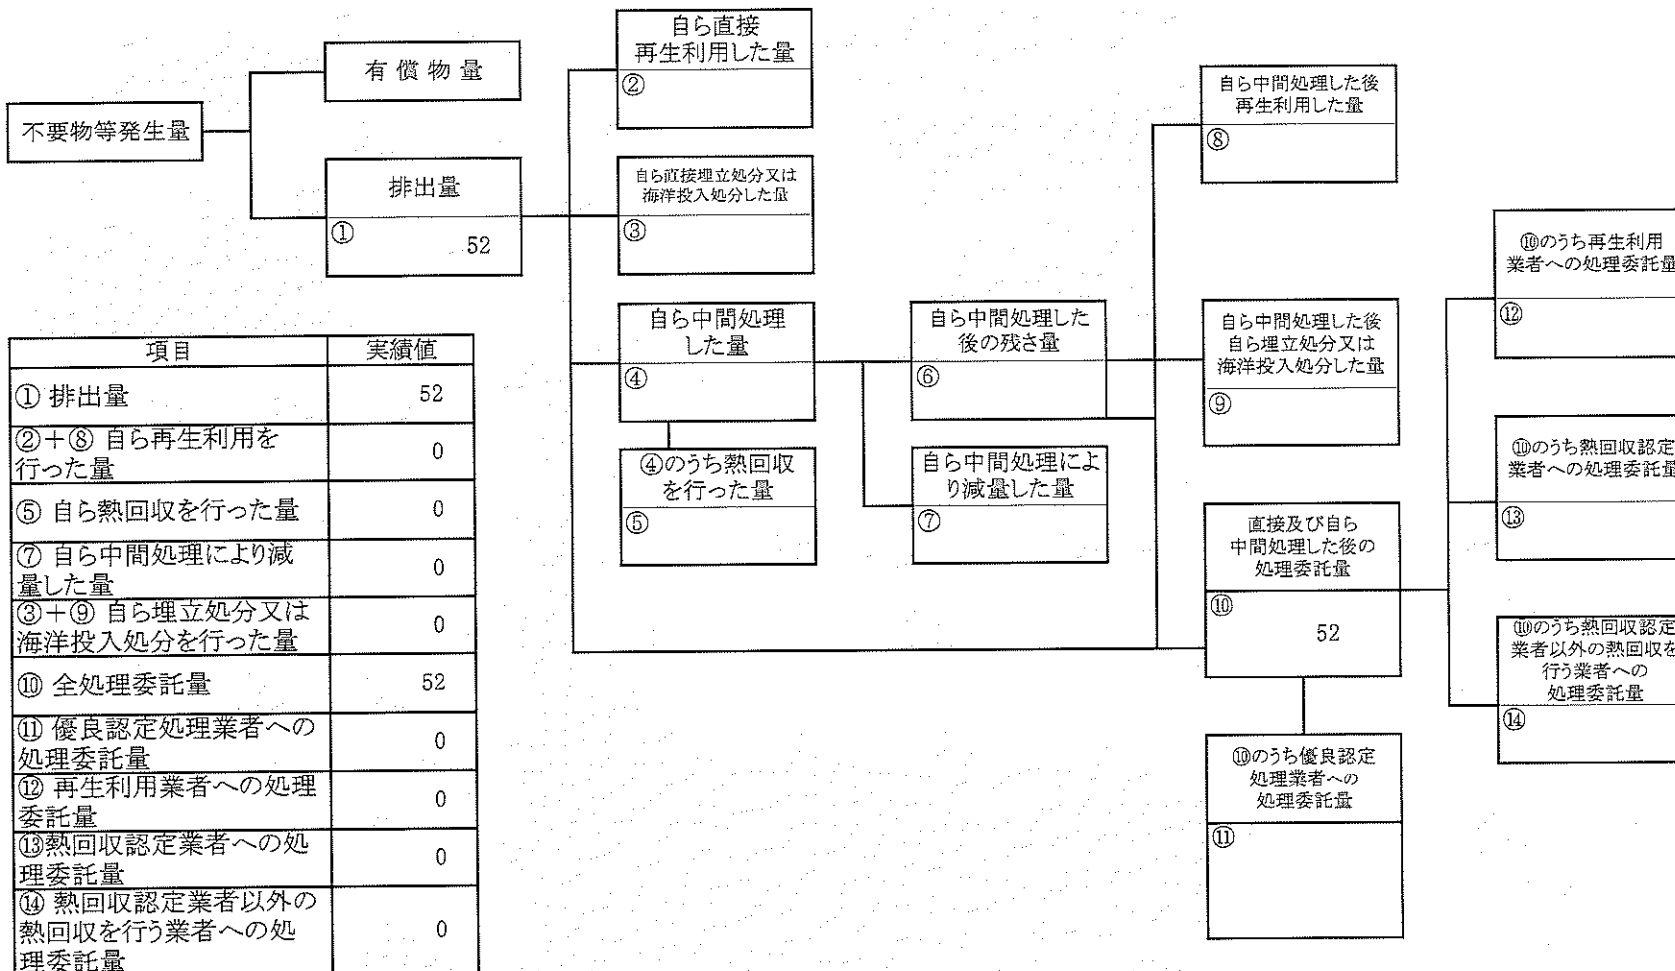 自ら直接
再生利用した量
②
有 償 物 量
自ら中間処理した後
再生利用した量
⑧
不要物等発生量
排出量
①
52
自ら直接埋立処分又は
海洋投入処分した量
③
⑩のうち再生利用
業者への処理委託量
⑫
自ら中間処理
した量
④
自ら中間処理した
後の残さ量
⑥
自ら中間処理した後
自ら埋立処分又は
海洋投入処分した量
⑨
④のうち熱回収
を行った量
⑤
自ら中間処理によ
り減量した量
⑦
⑩のうち熱回収認定
業者への処理委託量
⑬
直接及び自ら
中間処理した後の
処理委託量
⑩
52
⑩のうち熱回収認定
業者以外の熱回収を
行う業者への
処理委託量
⑭
⑩のうち優良認定
処理業者への
処理委託量
⑪
項目 実績値
① 排出量 52
②+⑧ 自ら再生利用を
行った量 0
⑤ 自ら熱回収を行った量 0
⑦ 自ら中間処理により減
量した量 0
③+⑨ 自ら埋立処分又は
海洋投入処分を行った量 0
⑩ 全処理委託量 52
⑪ 優良認定処理業者への
処理委託量 0
⑫ 再生利用業者への処理
委託量 0
⑬熱回収認定業者への処
理委託量 0
⑭ 熱回収認定業者以外の
熱回収を行う業者への処
理委託量 0